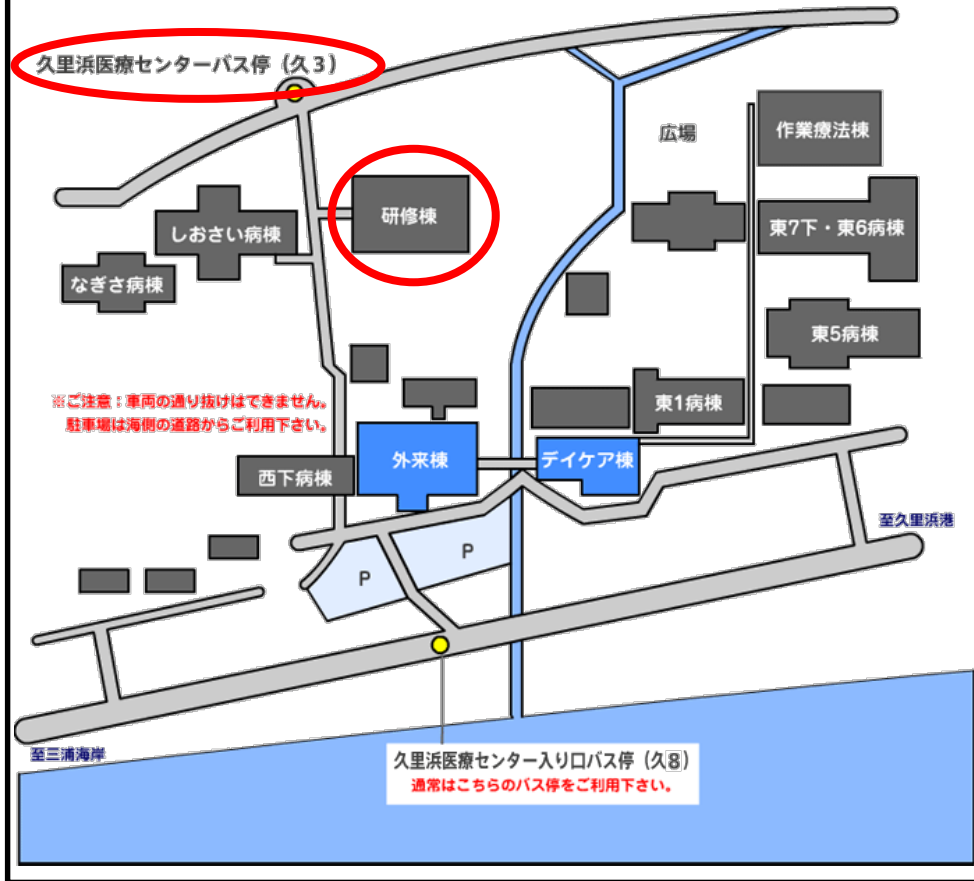 久里浜医療センターバス停（久３）
広場
作業療法棟
研修棟
しおさい病棟
東7下・東6病棟
なぎさ病棟
東5病棟
※ご注意：車両の通り抜けはできません。
駐車場は海側の道路からご利用下さい。
東1病棟
外来棟
デイケア棟
西下病棟
至久里浜港
P
P
至三浦海岸
久里浜医療センター入り口バス停（久8）
通常はこちらのバス停をご利用下さい。